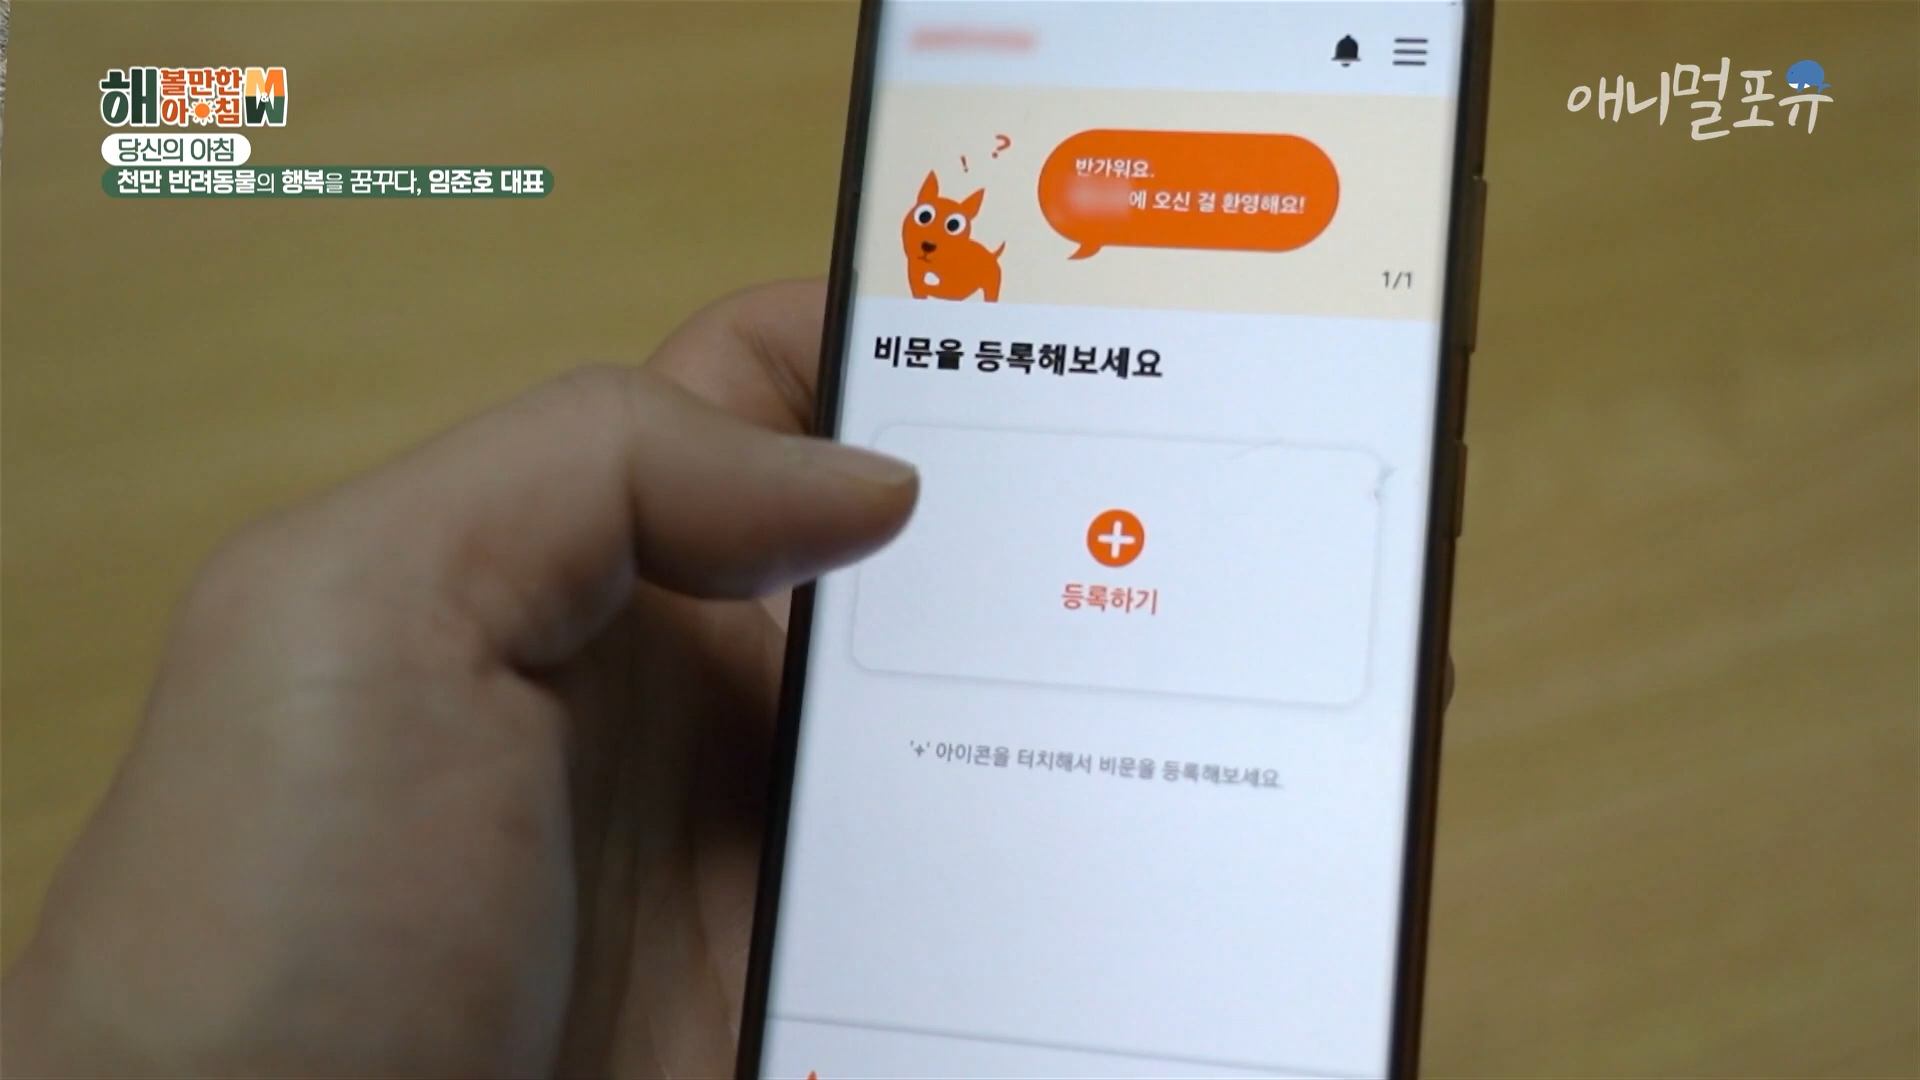 해볼만한
아침 M&W
당신의 아침
천만 반려동물의 행복을 꿈꾸다, 임준호 대표
애니멀포유
? !
반가워요.
에 오신 걸 환영해요!
1/1
비문을 등록해보세요
등록하기
'+' 아이콘을 터치해서 비문을 등록해보세요.